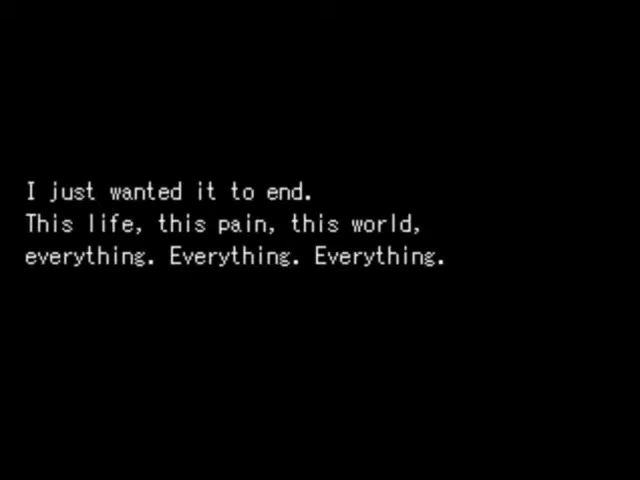 I just wanted it to end.
This life, this pain, this world,
everything. Everything. Everything.